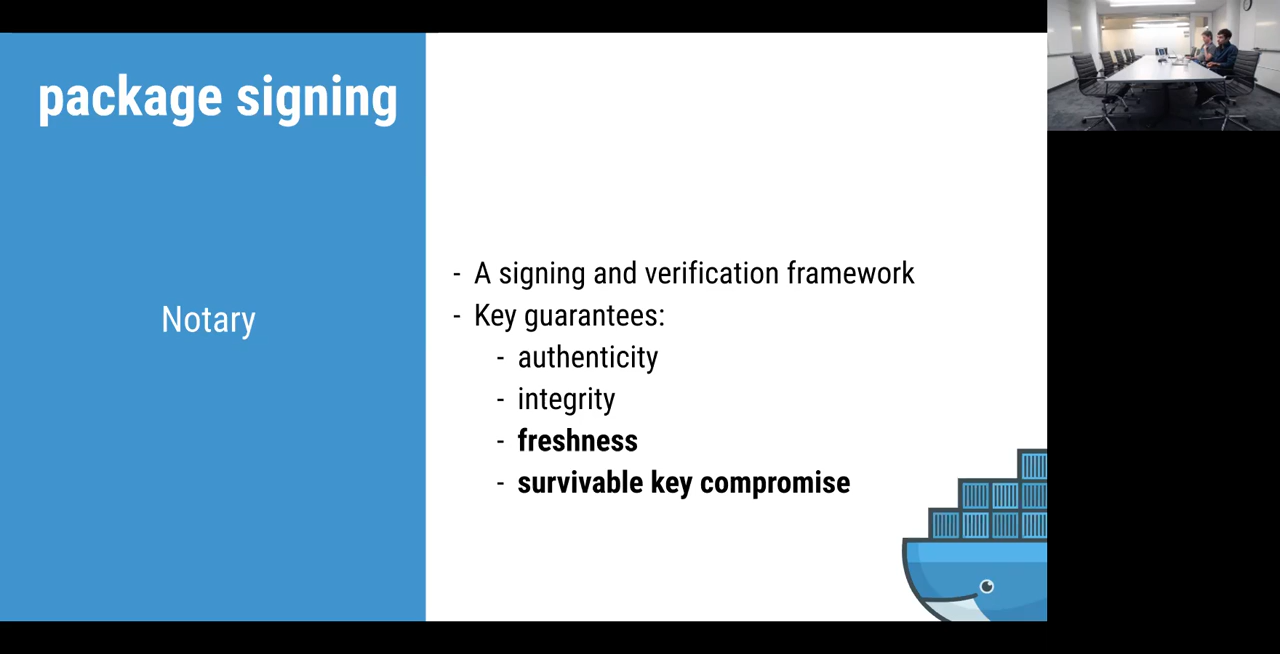 package signing
Notary
- A signing and verification framework
- Key guarantees:
- authenticity
- integrity
- freshness
- survivable key compromise